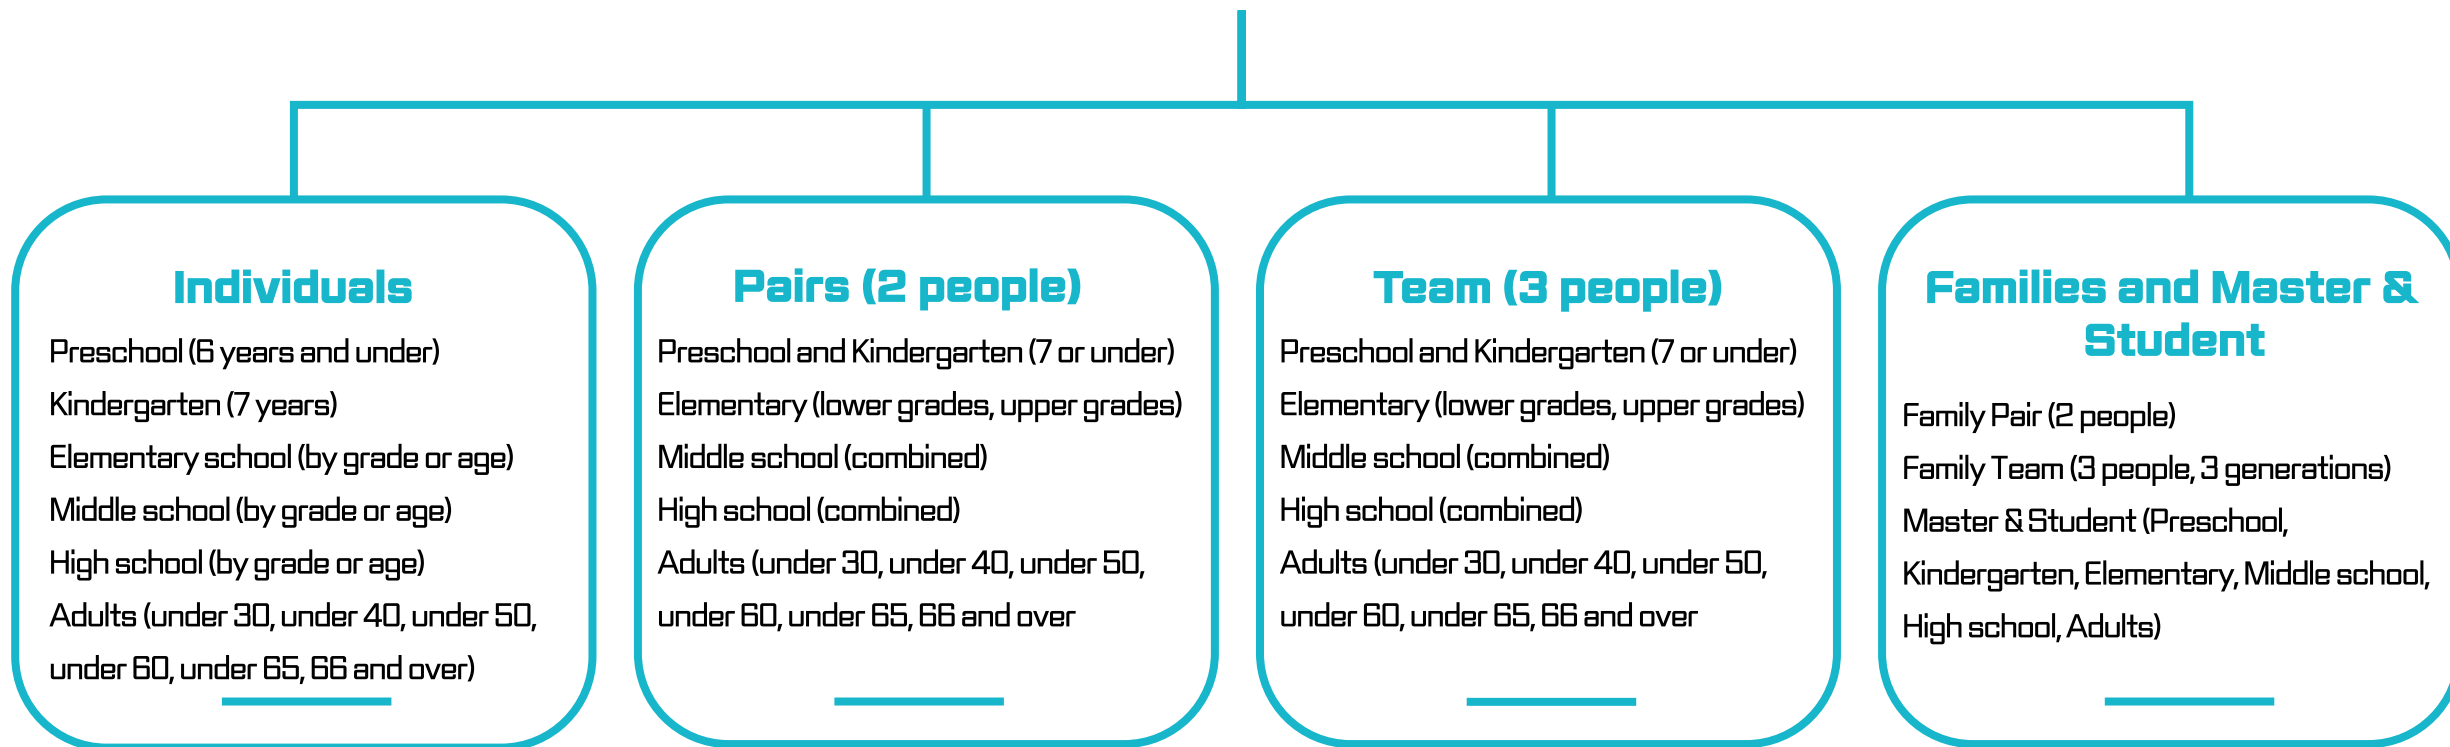 Individuals
Preschool (6 years and under)
Kindergarten (7 years)
Elementary school (by grade or age)
Middle school (by grade or age)
High school (by grade or age)
Adults (under 30, under 40, under 50,
under 60, under 65, 66 and over)
Pairs (2 people)
Preschool and Kindergarten (7 or under)
Elementary (lower grades, upper grades)
Middle school (combined)
High school (combined)
Adults (under 30, under 40, under 50,
under 60, under 65, 66 and over
Team (3 people)
Preschool and Kindergarten (7 or under)
Elementary (lower grades, upper grades)
Middle school (combined)
High school (combined)
Adults (under 30, under 40, under 50,
under 60, under 65, 66 and over
Families and Master &
Student
Family Pair (2 people)
Family Team (3 people, 3 generations)
Master & Student (Preschool,
Kindergarten, Elementary, Middle school,
High school, Adults)